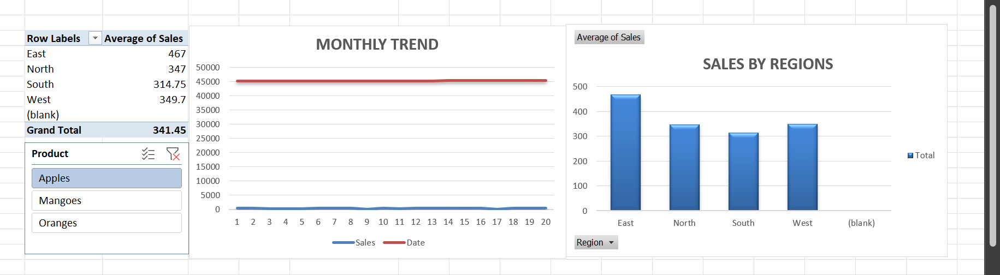 Row Labels Average of Sales
East 467
North 347
South 314.75
West 349.7
(blank)
Grand Total 341.45
Product
Apples
Mangoes
Oranges
MONTHLY TREND
50000
45000
40000
35000
30000
25000
20000
15000
10000
5000
0
1 2 3 4 5 6 7 8 9 10 11 12 13 14 15 16 17 18 19 20
Sales Date
Average of Sales
SALES BY REGIONS
500
400
300
200
100
0
East North South West (blank)
Total
Region